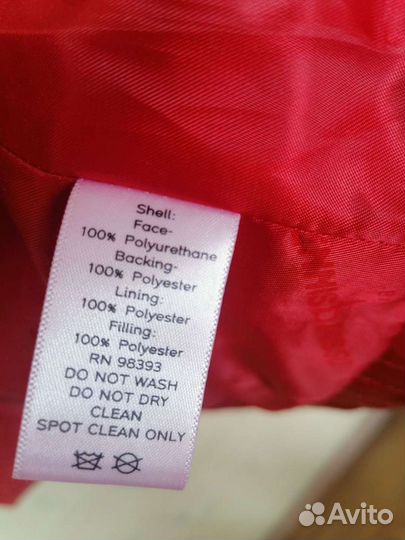 Shell:
Face-
100% Polyurethane
Backing-
100% Polyester
Lining:
100% Polyester
Filling:
100% Polyester
RN 98393
DO NOT WASH
DO NOT DRY
CLEAN
SPOT CLEAN ONLY
Avito